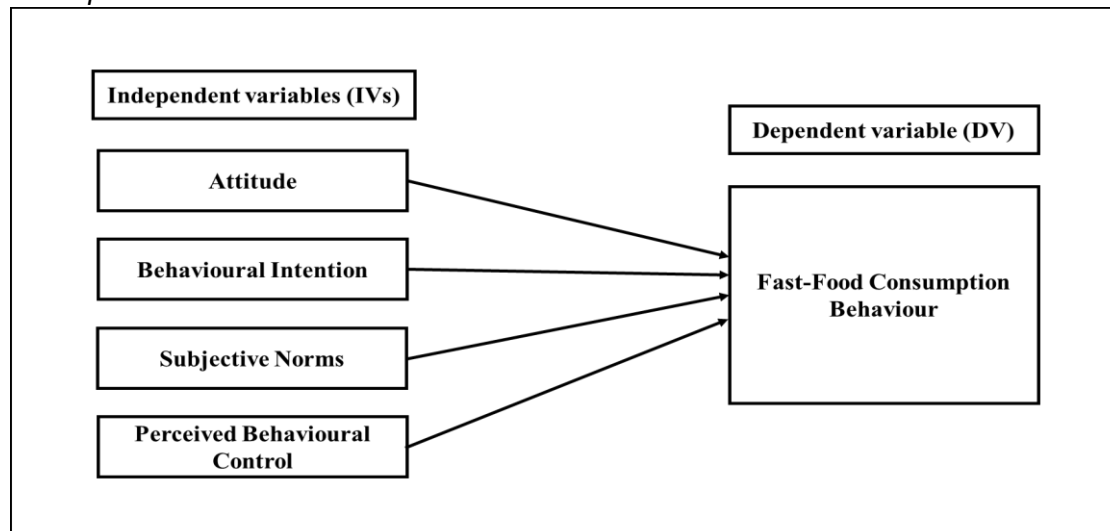 Independent variables (IVs)
Dependent variable (DV)
Attitude
Behavioural Intention
Subjective Norms
Perceived Behavioural
Control
Fast-Food Consumption
Behaviour